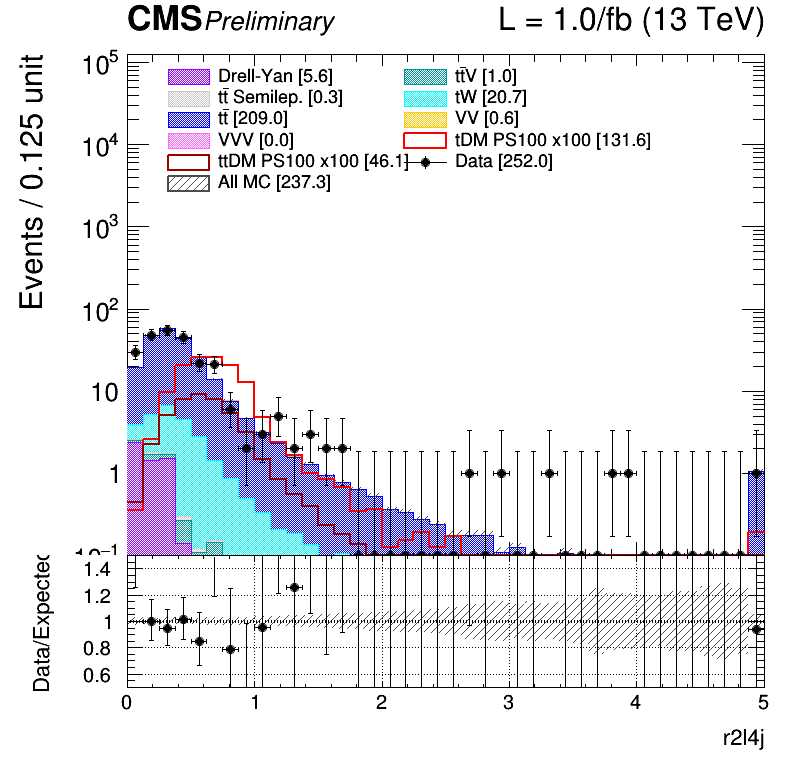 CMS Preliminary L = 1.0/fb (13 TeV)
Events / 0.125 unit
10⁵
10⁴
10³
10²
10
1
10⁻¹
Drell-Yan [5.6]
tt̄ Semilep. [0.3]
tt̄ [209.0]
VVV [0.0]
ttDM PS100 x100 [46.1]
All MC [237.3]
tt̄V [1.0]
tW [20.7]
VV [0.6]
tDM PS100 x100 [131.6]
Data [252.0]
Data/Expected
1.4
1.2
1
0.8
0.6
0 1 2 3 4 5
r2l4j